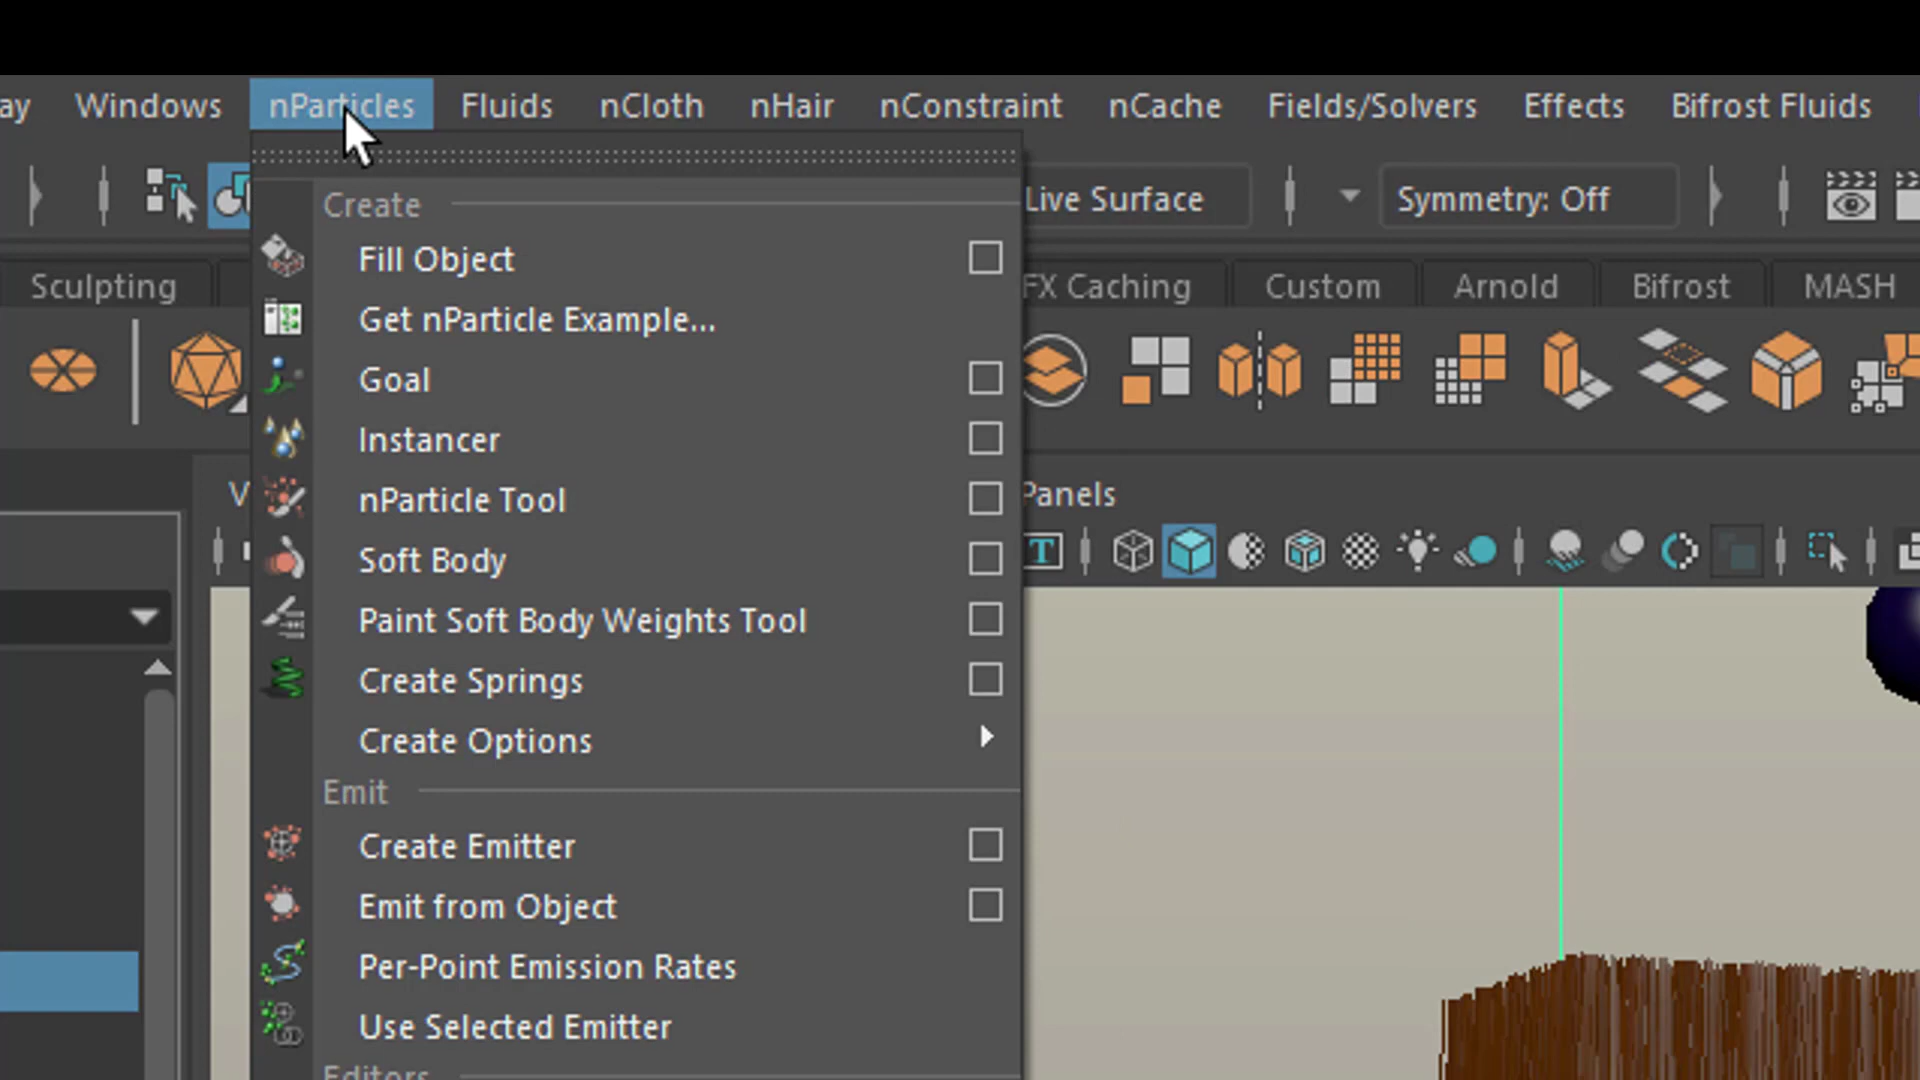 ay Windows nParticles Fluids nCloth nHair nConstraint nCache Fields/Solvers Effects Bifrost Fluids
Live Surface Symmetry: Off
Sculpting FX Caching Custom Arnold Bifrost MASH
V Panels
T
Create
Fill Object
Get nParticle Example...
Goal
Instancer
nParticle Tool
Soft Body
Paint Soft Body Weights Tool
Create Springs
Create Options
Emit
Create Emitter
Emit from Object
Per-Point Emission Rates
Use Selected Emitter
Editors